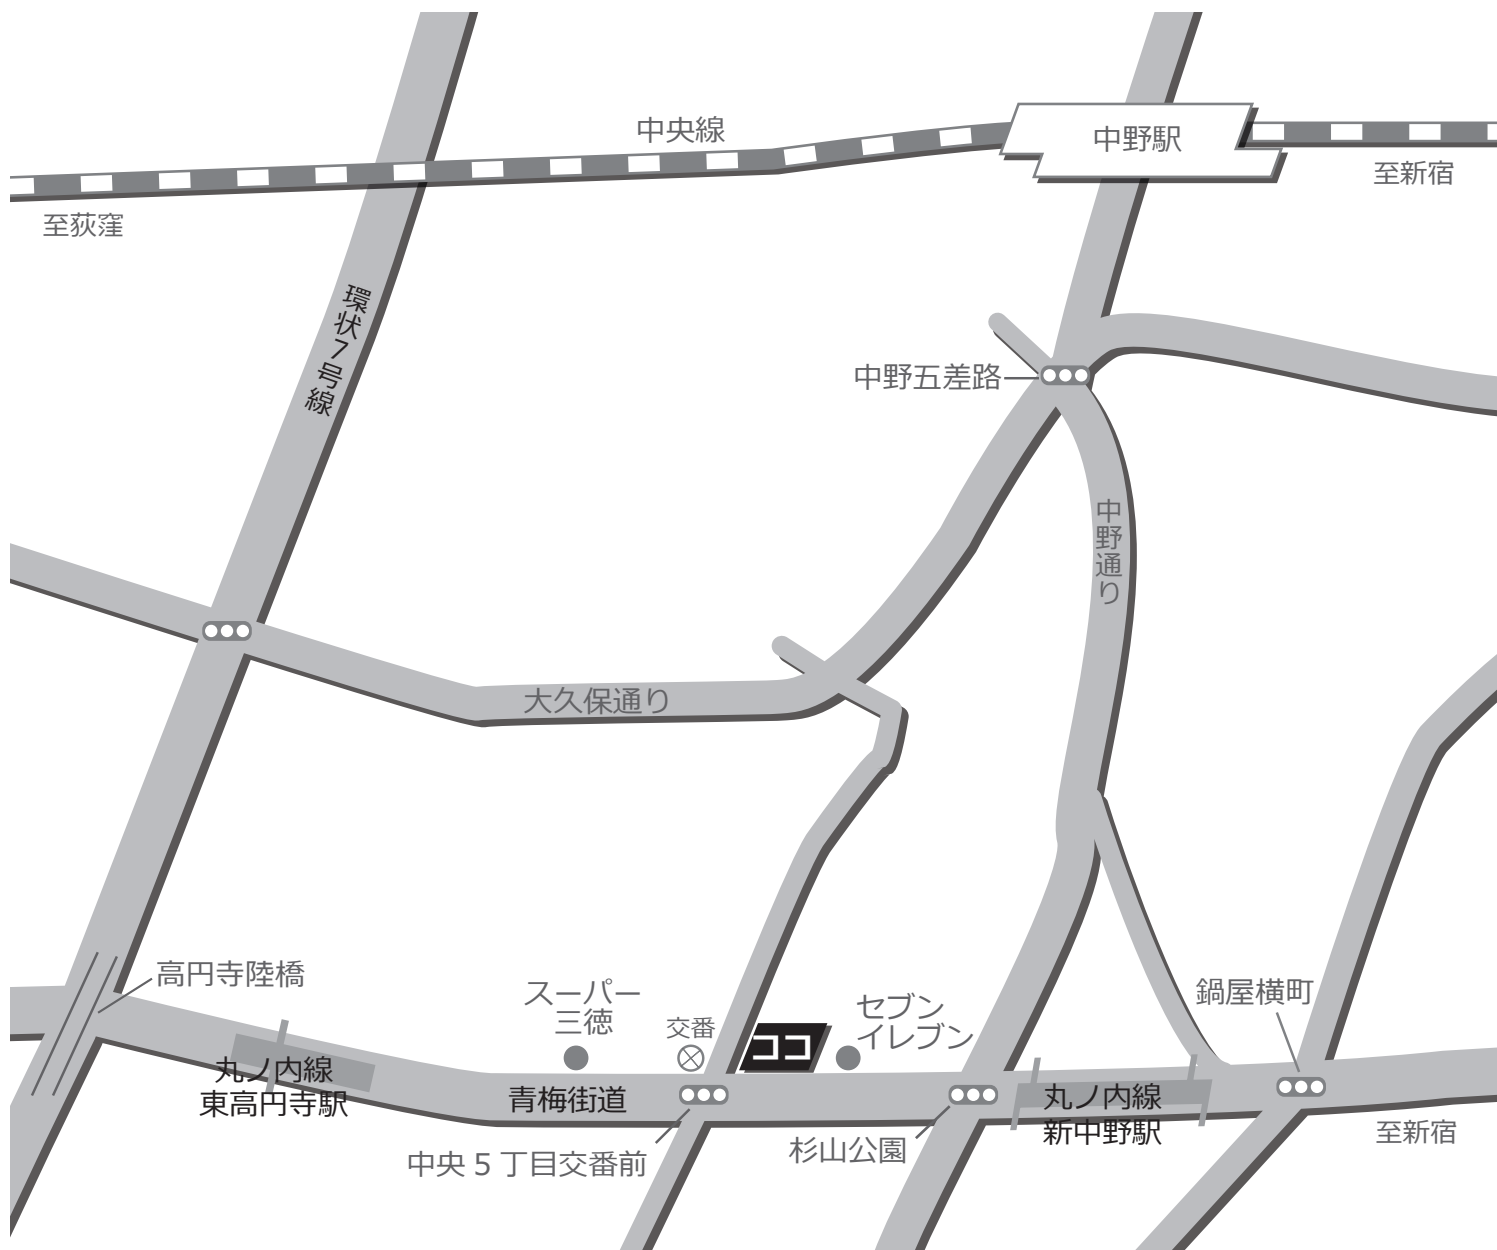 中央線
中野駅
至新宿
至荻窪
環状7号線
中野五差路
中野通り
大久保通り
高円寺陸橋
スーパー
三徳
交番
ココ
セブン
イレブン
鍋屋横町
丸ノ内線
東高円寺駅
青梅街道
丸ノ内線
新中野駅
中央5丁目交番前
杉山公園
至新宿